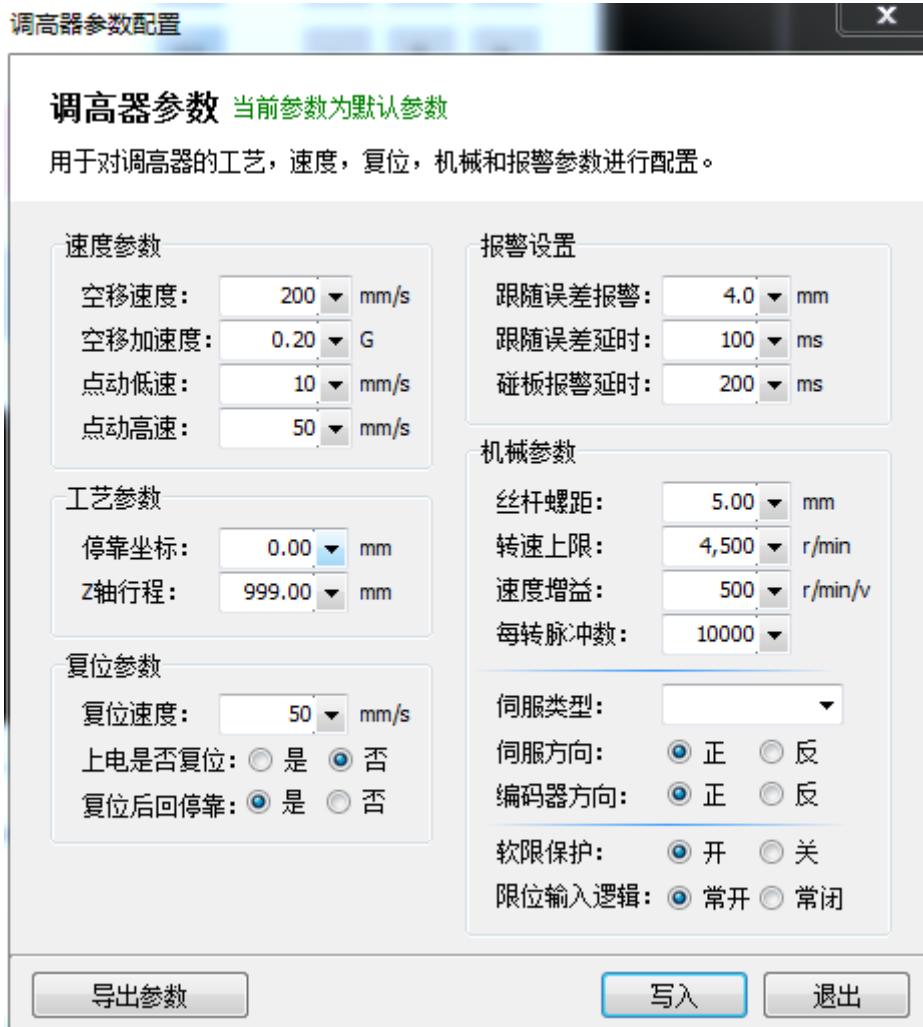 调高器参数配置
调高器参数 当前参数为默认参数
用于对调高器的工艺，速度，复位，机械和报警参数进行配置。
速度参数
空移速度： 200 mm/s
空移加速度： 0.20 G
点动低速： 10 mm/s
点动高速： 50 mm/s
工艺参数
停靠坐标： 0.00 mm
Z轴行程： 999.00 mm
复位参数
复位速度： 50 mm/s
上电是否复位： 是 否
复位后回停靠： 是 否
报警设置
跟随误差报警： 4.0 mm
跟随误差延时： 100 ms
碰板报警延时： 200 ms
机械参数
丝杆螺距： 5.00 mm
转速上限： 4,500 r/min
速度增益： 500 r/min/v
每转脉冲数： 10000
伺服类型：
伺服方向： 正 反
编码器方向： 正 反
软限保护： 开 关
限位输入逻辑： 常开 常闭
导出参数 写入 退出